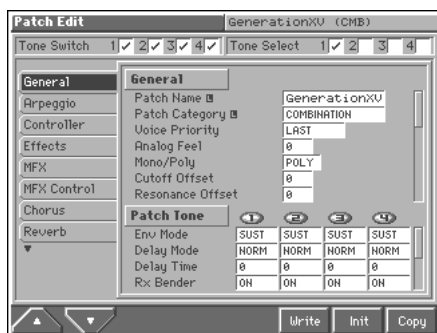 Patch Edit GenerationXV (CMB)
Tone Switch 1 2 3 4 Tone Select 1 2 3 4
General
Arpeggio
Controller
Effects
MFX
MFX Control
Chorus
Reverb
General
Patch Name GenerationXV
Patch Category COMBINATION
Voice Priority LAST
Analog Feel 0
Mono/Poly POLY
Cutoff Offset 0
Resonance Offset 0
Patch Tone 1 2 3 4
Env Mode SUST SUST SUST SUST
Delay Mode NORM NORM NORM NORM
Delay Time 0 0 0 0
Rx Bender ON ON ON ON
Write Init Copy